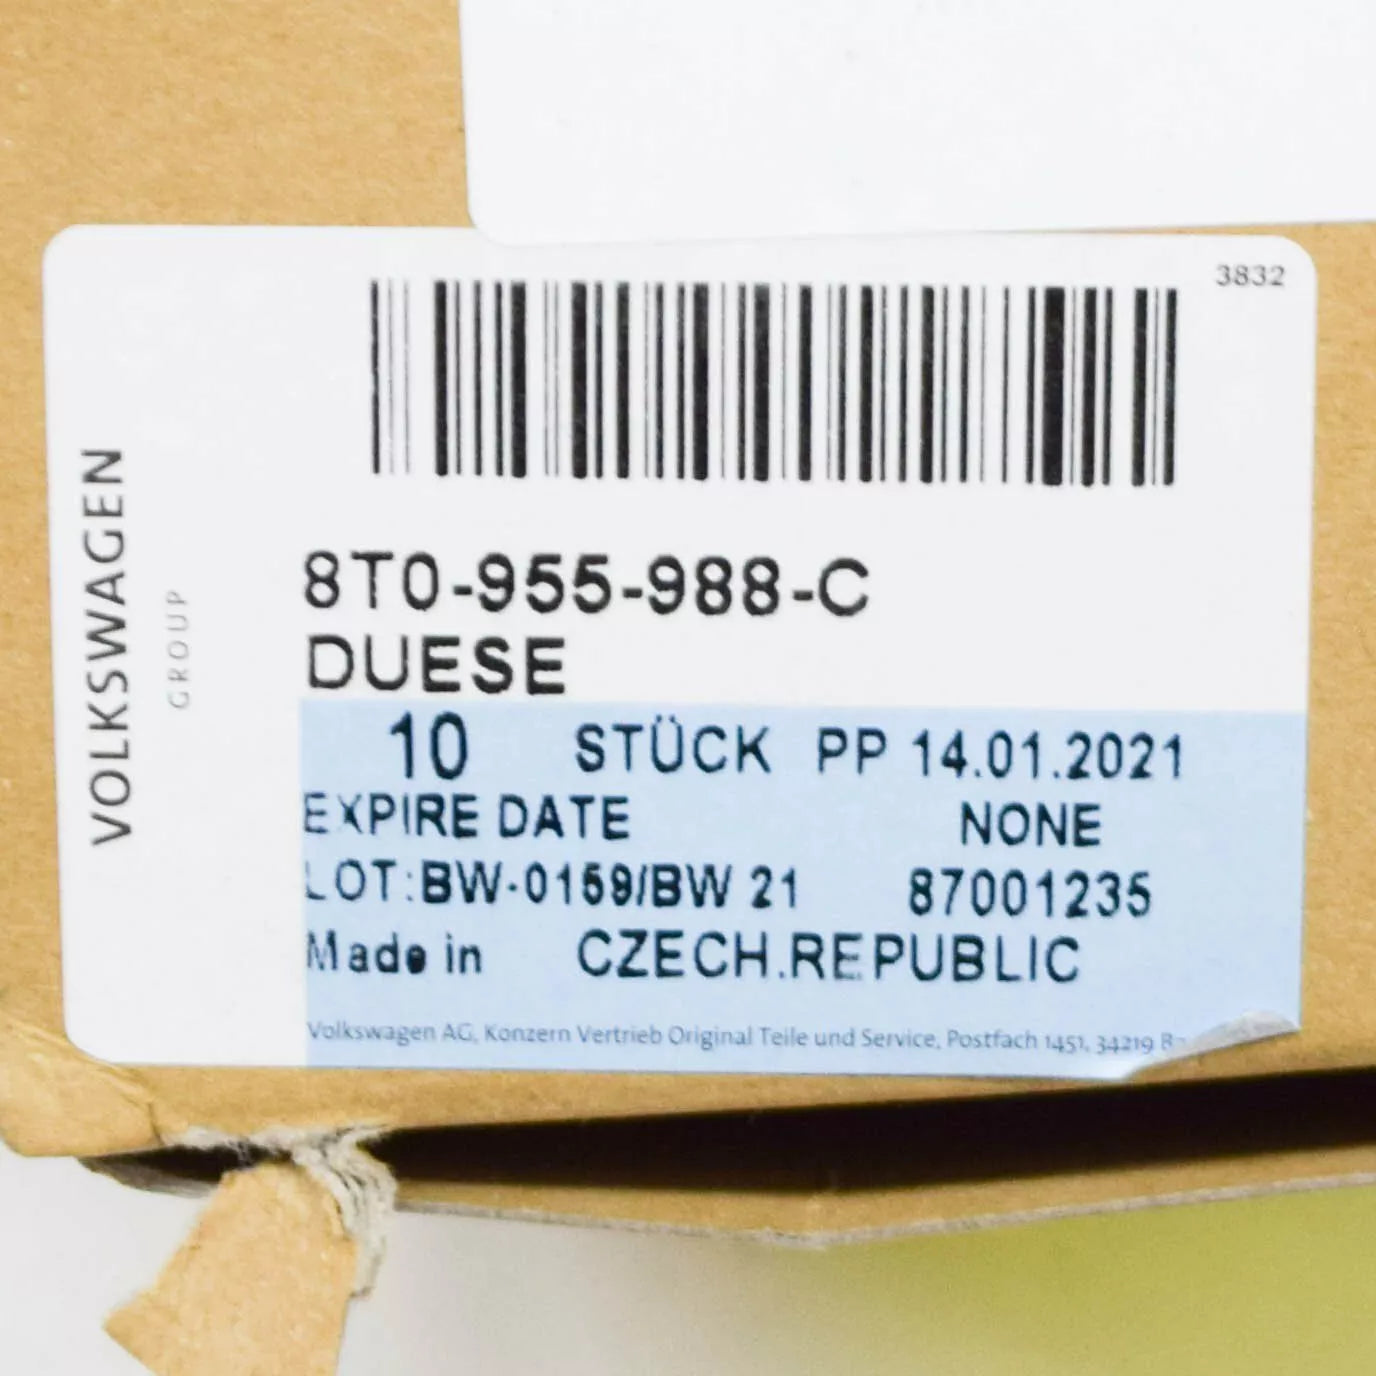 3832
VOLKSWAGEN
GROUP
8T0-955-988-C
DUESE
10 STÜCK PP 14.01.2021
EXPIRE DATE NONE
LOT:BW-0159/BW 21 87001235
Made in CZECH.REPUBLIC
Volkswagen AG, Konzern Vertrieb Original Teile und Service, Postfach 1451, 34219